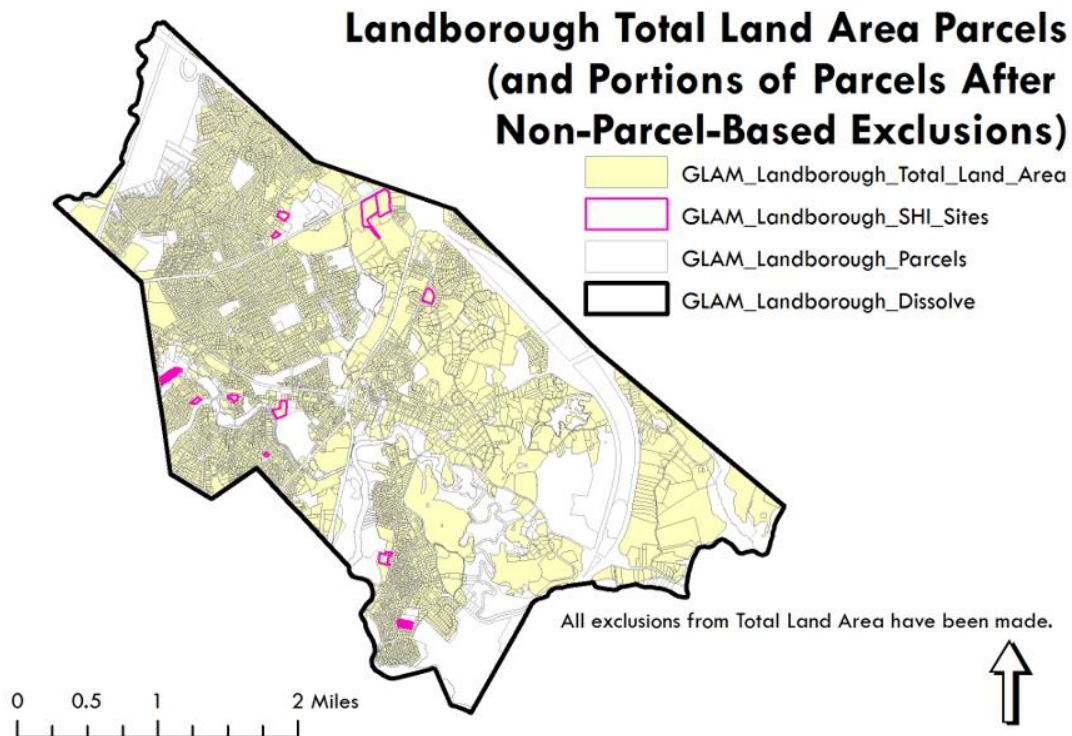 Landborough Total Land Area Parcels
(and Portions of Parcels After
Non-Parcel-Based Exclusions)
GLAM_Landborough_Total_Land_Area
GLAM_Landborough_SHI_Sites
GLAM_Landborough_Parcels
GLAM_Landborough_Dissolve
All exclusions from Total Land Area have been made.
0 0.5 1 2 Miles